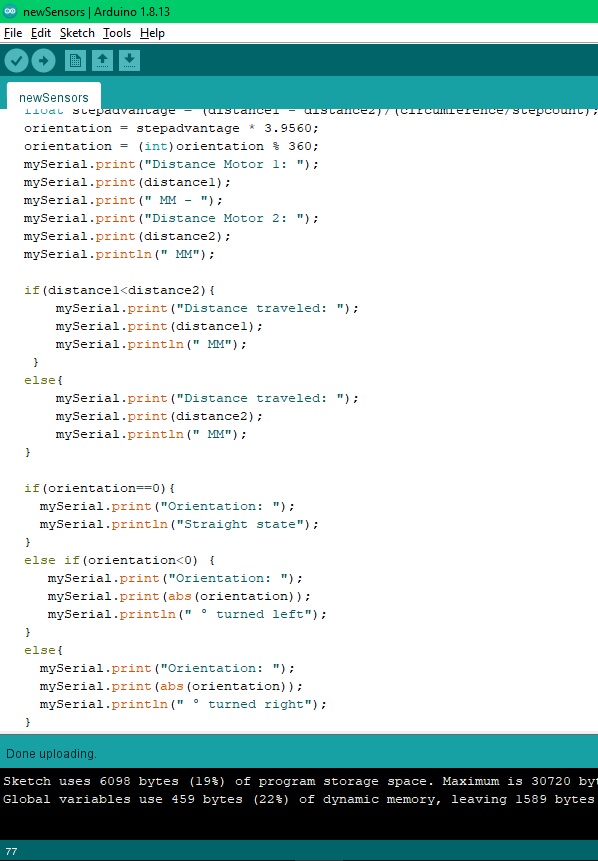 newSensors | Arduino 1.8.13
File Edit Sketch Tools Help
newSensors
float stepadvantage = (distance1 - distance2)/(circumference/stepcount);
orientation = stepadvantage * 3.9560;
orientation = (int)orientation % 360;
mySerial.print("Distance Motor 1: ");
mySerial.print(distance1);
mySerial.print(" MM - ");
mySerial.print("Distance Motor 2: ");
mySerial.print(distance2);
mySerial.println(" MM");
if(distance1<distance2){
mySerial.print("Distance traveled: ");
mySerial.print(distance1);
mySerial.println(" MM");
}
else{
mySerial.print("Distance traveled: ");
mySerial.print(distance2);
mySerial.println(" MM");
}
if(orientation==0){
mySerial.print("Orientation: ");
mySerial.println("Straight state");
}
else if(orientation<0) {
mySerial.print("Orientation: ");
mySerial.print(abs(orientation));
mySerial.println(" ° turned left");
}
else{
mySerial.print("Orientation: ");
mySerial.print(abs(orientation));
mySerial.println(" ° turned right");
}
Done uploading.
Sketch uses 6098 bytes (19%) of program storage space. Maximum is 30720 byt
Global variables use 459 bytes (22%) of dynamic memory, leaving 1589 bytes
77